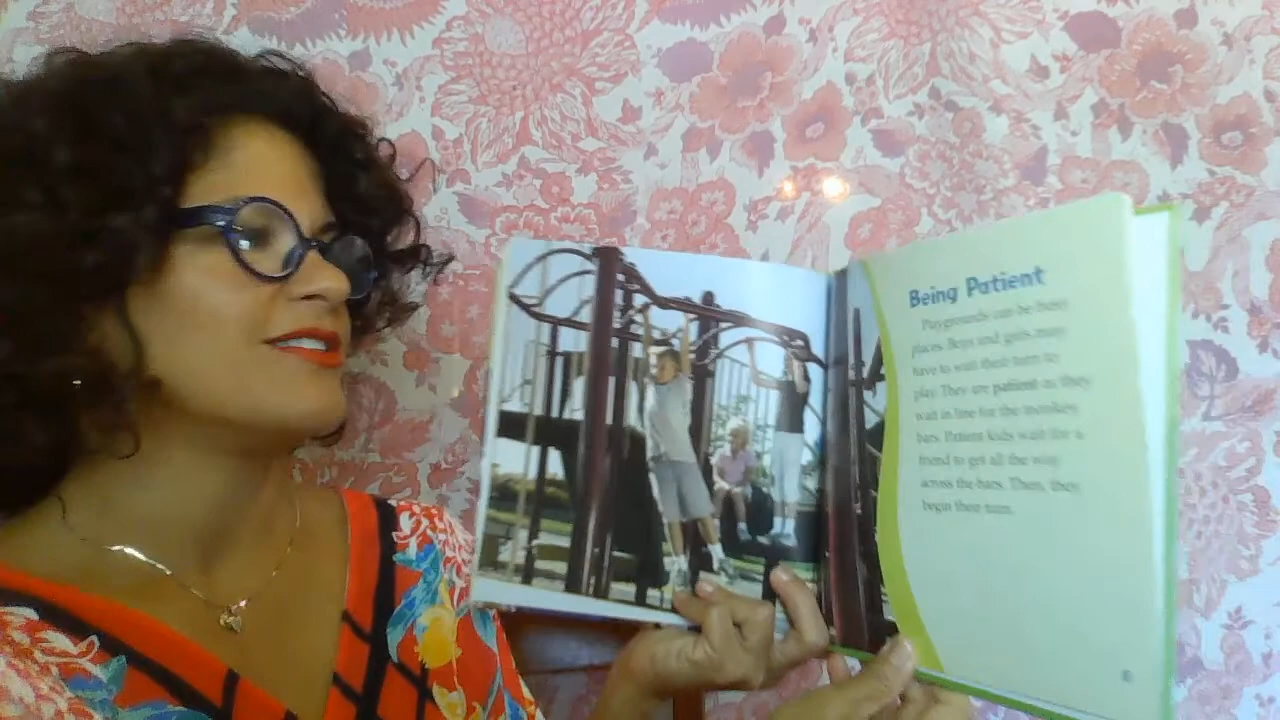 Being Patient
Playgrounds can be busy
places. Boys and girls may
have to wait their turn to
play. They are patient as they
wait in line for the monkey
bars. Patient kids wait for a
friend to get all the way
across the bars. Then, they
begin their turn.